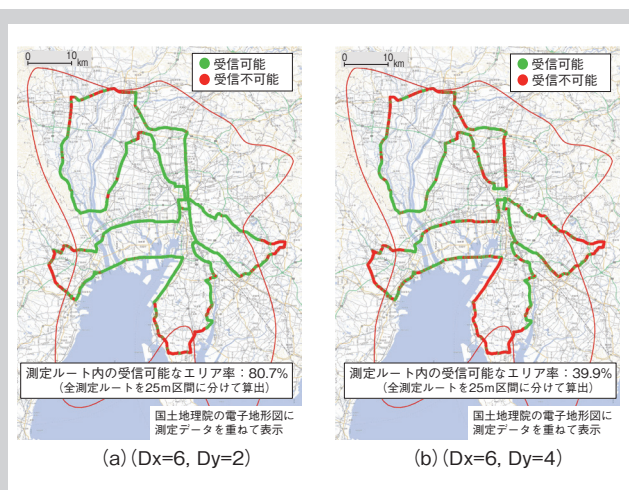 0 10
km
受信可能
受信不可能
測定ルート内の受信可能なエリア率：80.7%
（全測定ルートを25m区間に分けて算出）
国土地理院の電子地形図に
測定データを重ねて表示
(a)(Dx=6, Dy=2)
0 10
km
受信可能
受信不可能
測定ルート内の受信可能なエリア率：39.9%
（全測定ルートを25m区間に分けて算出）
国土地理院の電子地形図に
測定データを重ねて表示
(b)(Dx=6, Dy=4)